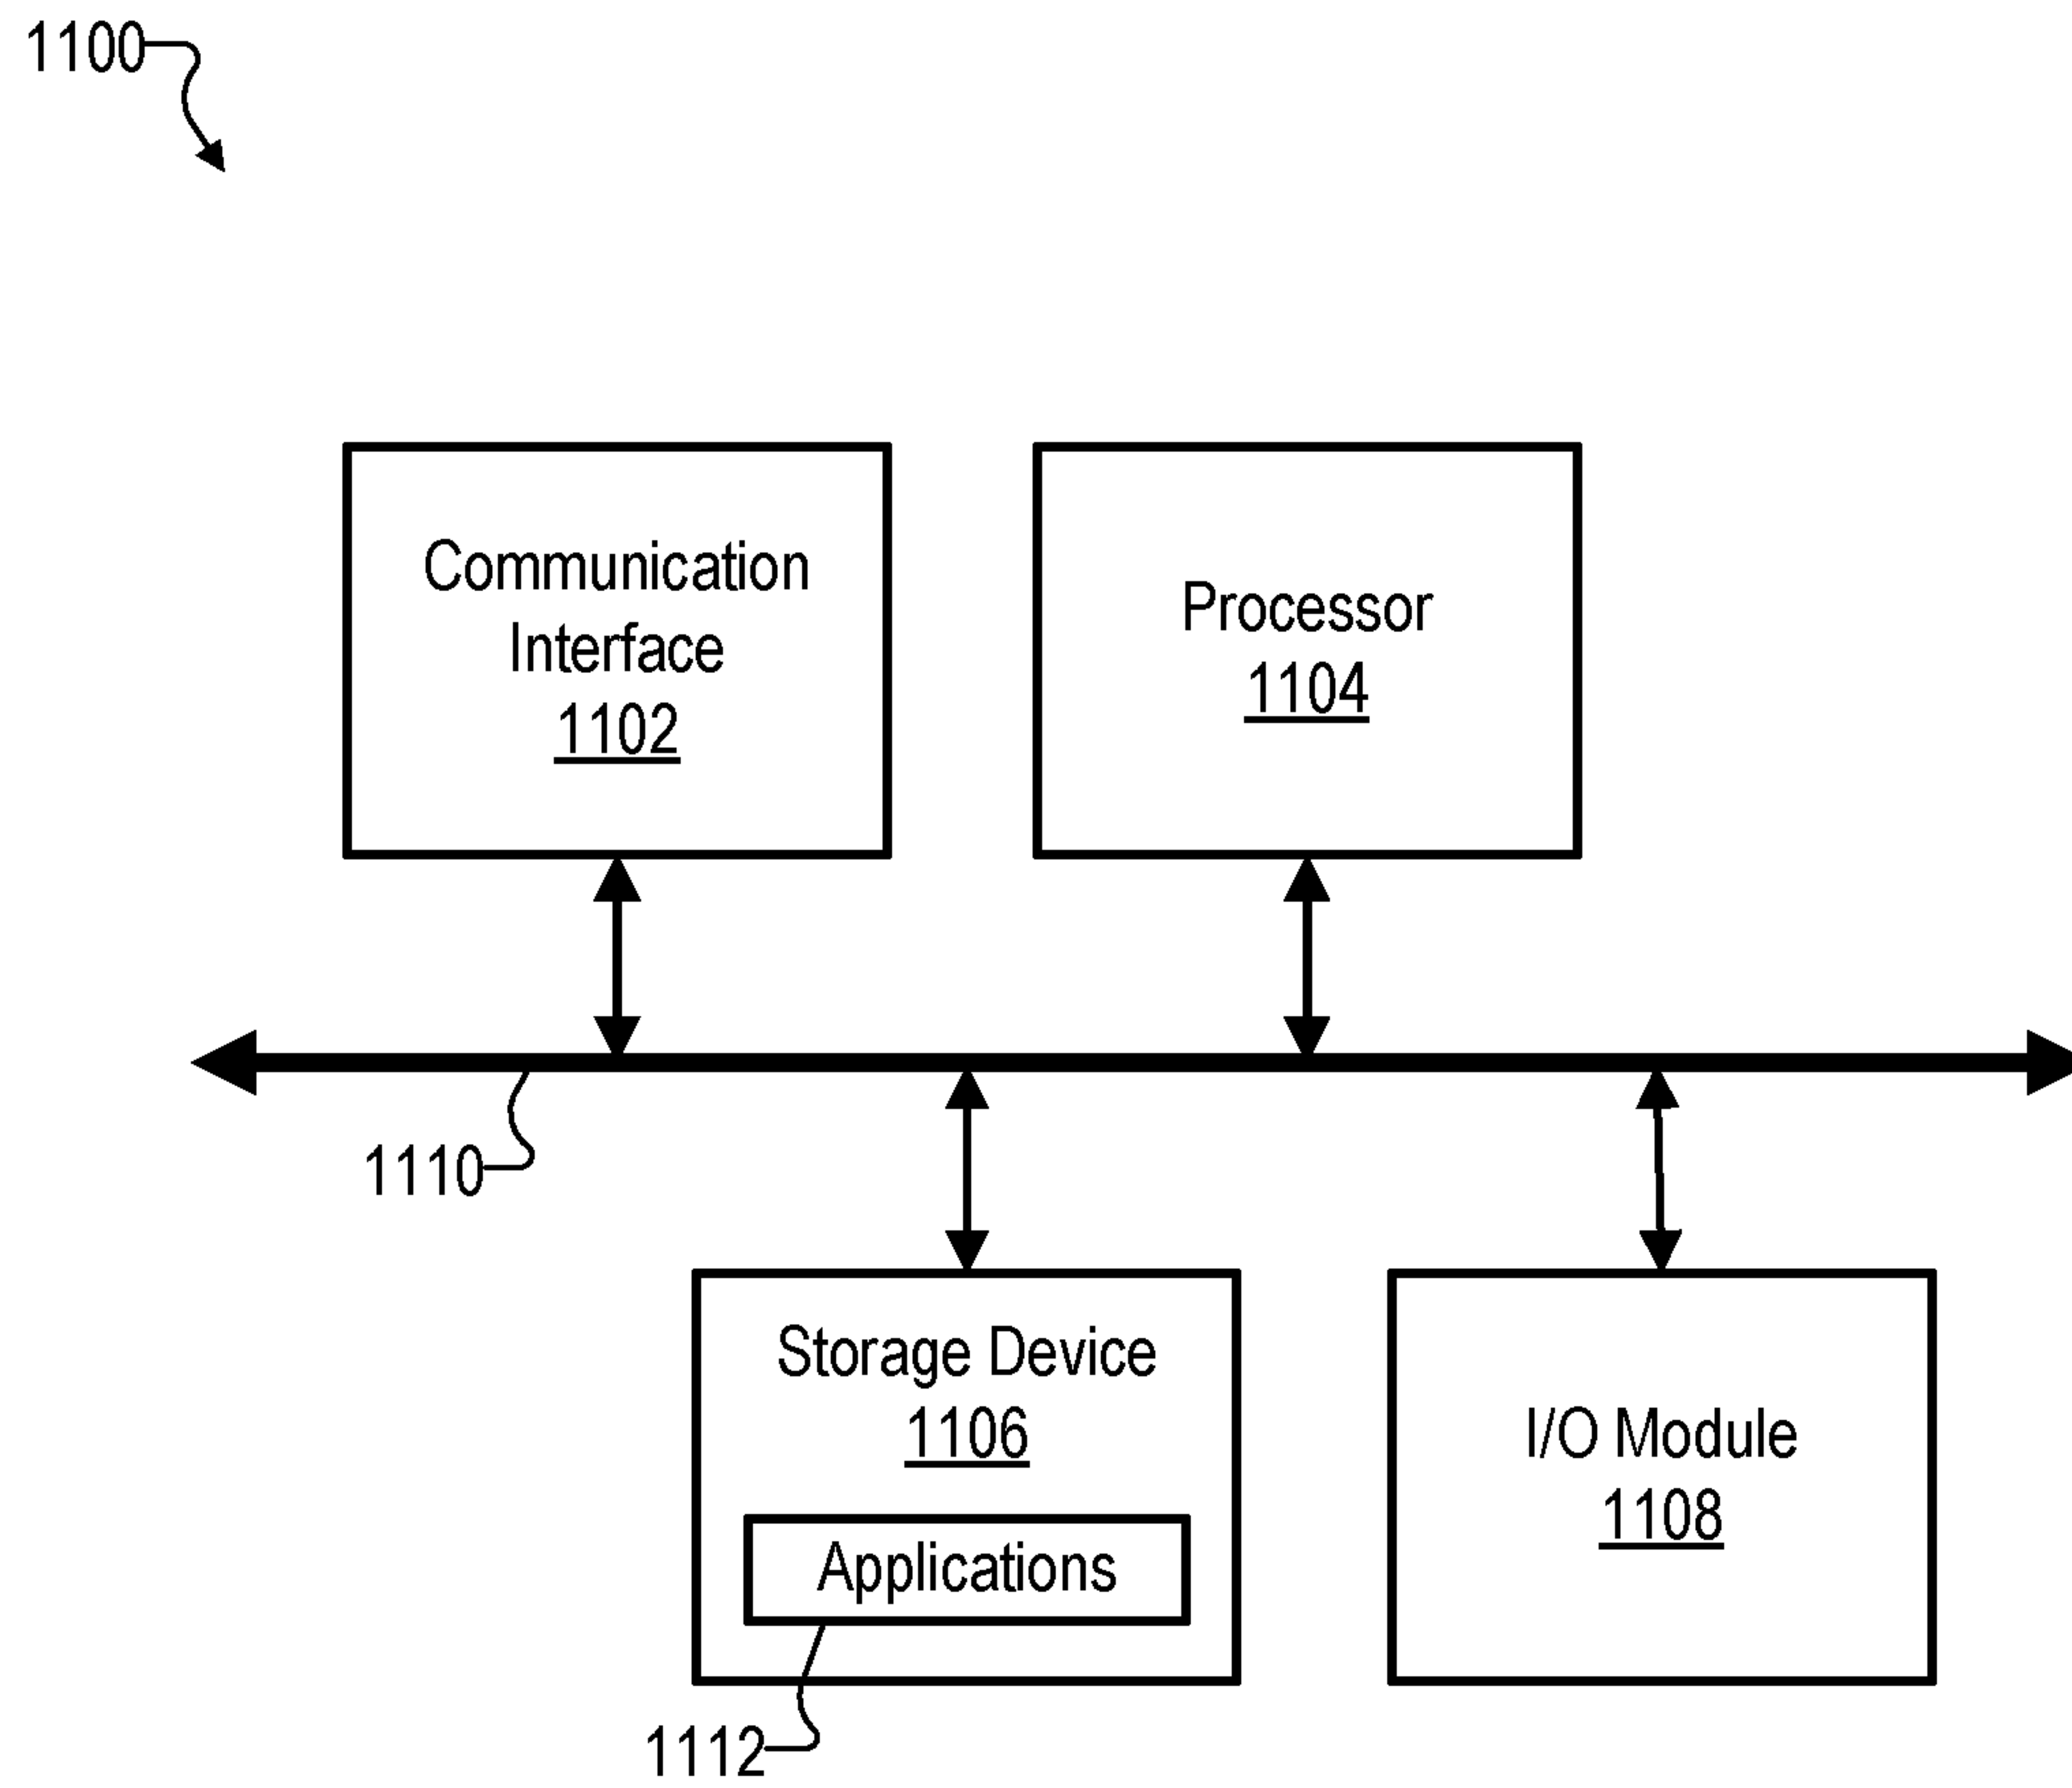 1100
Communication
Interface
1102
Processor
1104
1110
Storage Device
1106
Applications
1112
I/O Module
1108